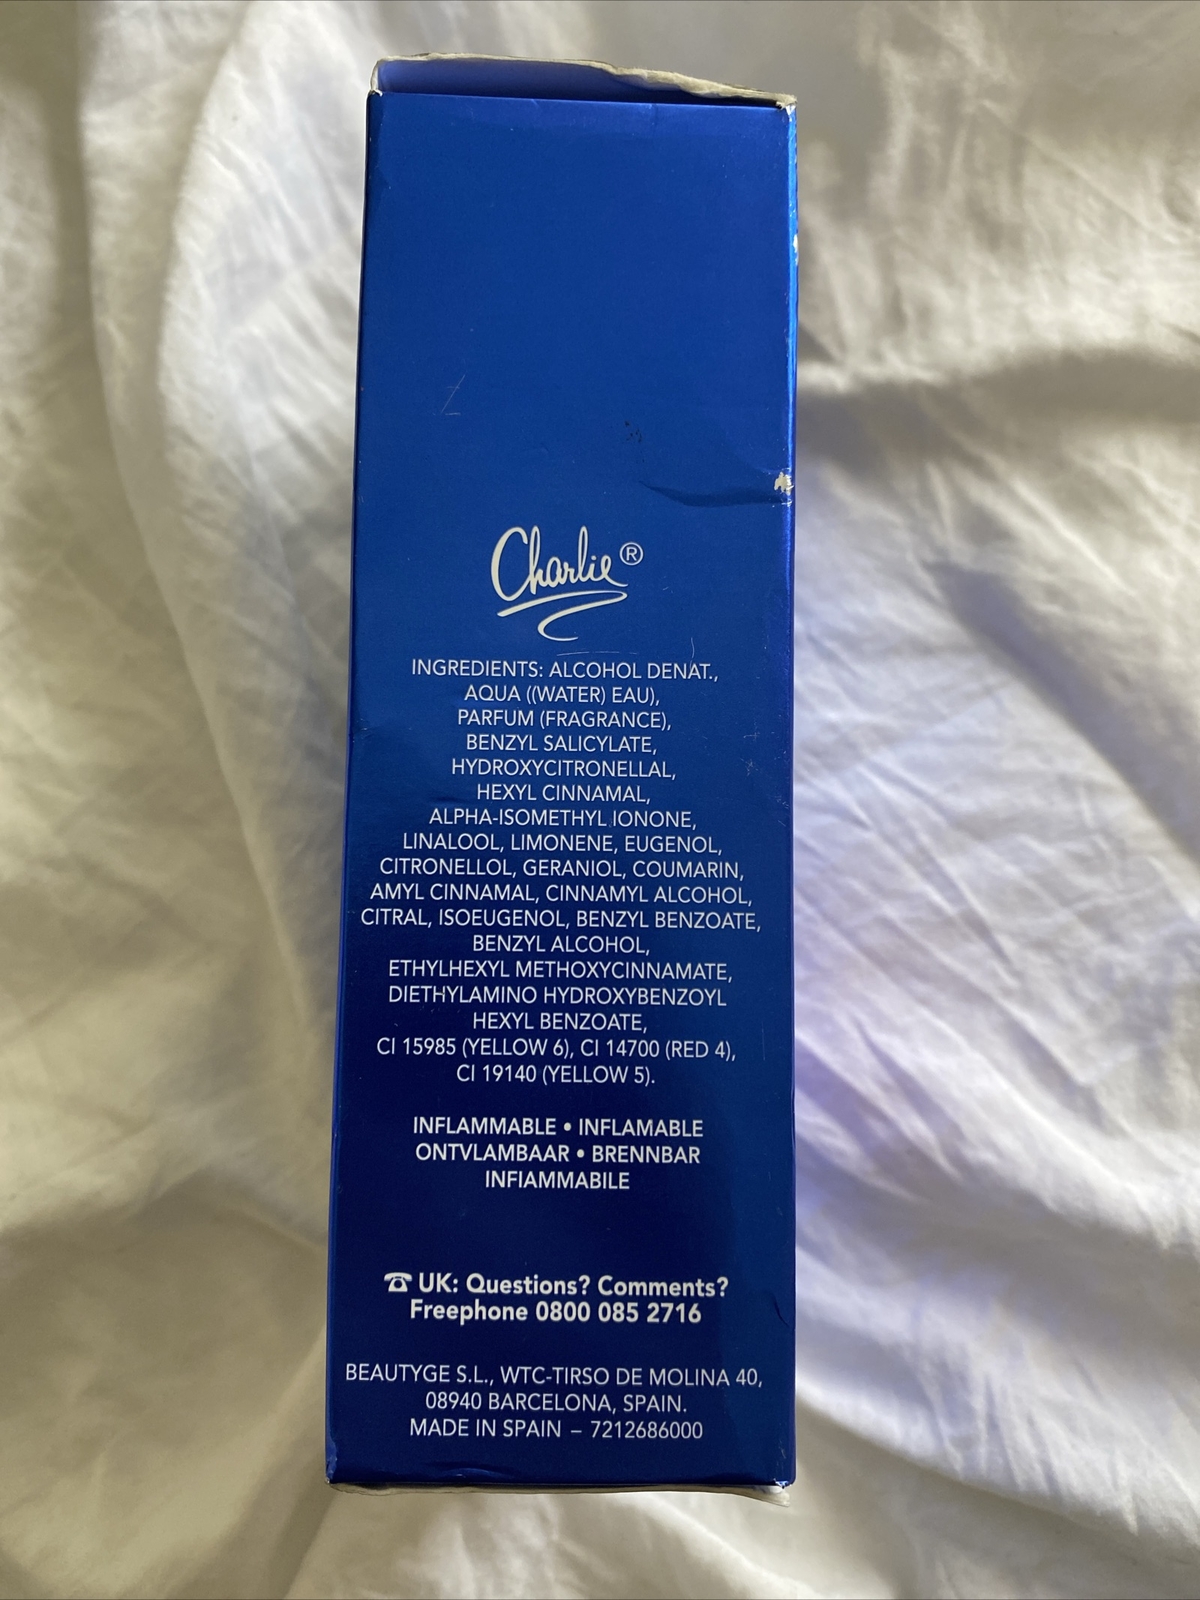 Charlie®
INGREDIENTS: ALCOHOL DENAT.,
AQUA ((WATER) EAU),
PARFUM (FRAGRANCE),
BENZYL SALICYLATE,
HYDROXYCITRONELLAL,
HEXYL CINNAMAL,
ALPHA-ISOMETHYL IONONE,
LINALOOL, LIMONENE, EUGENOL,
CITRONELLOL, GERANIOL, COUMARIN,
AMYL CINNAMAL, CINNAMYL ALCOHOL,
CITRAL, ISOEUGENOL, BENZYL BENZOATE,
BENZYL ALCOHOL,
ETHYLHEXYL METHOXYCINNAMATE,
DIETHYLAMINO HYDROXYBENZOYL
HEXYL BENZOATE,
CI 15985 (YELLOW 6), CI 14700 (RED 4),
CI 19140 (YELLOW 5).
INFLAMMABLE • INFLAMABLE
ONTVLAMBAAR • BRENNBAR
INFIAMMABILE
☎ UK: Questions? Comments?
Freephone 0800 085 2716
BEAUTYGE S.L., WTC-TIRSO DE MOLINA 40,
08940 BARCELONA, SPAIN.
MADE IN SPAIN – 7212686000